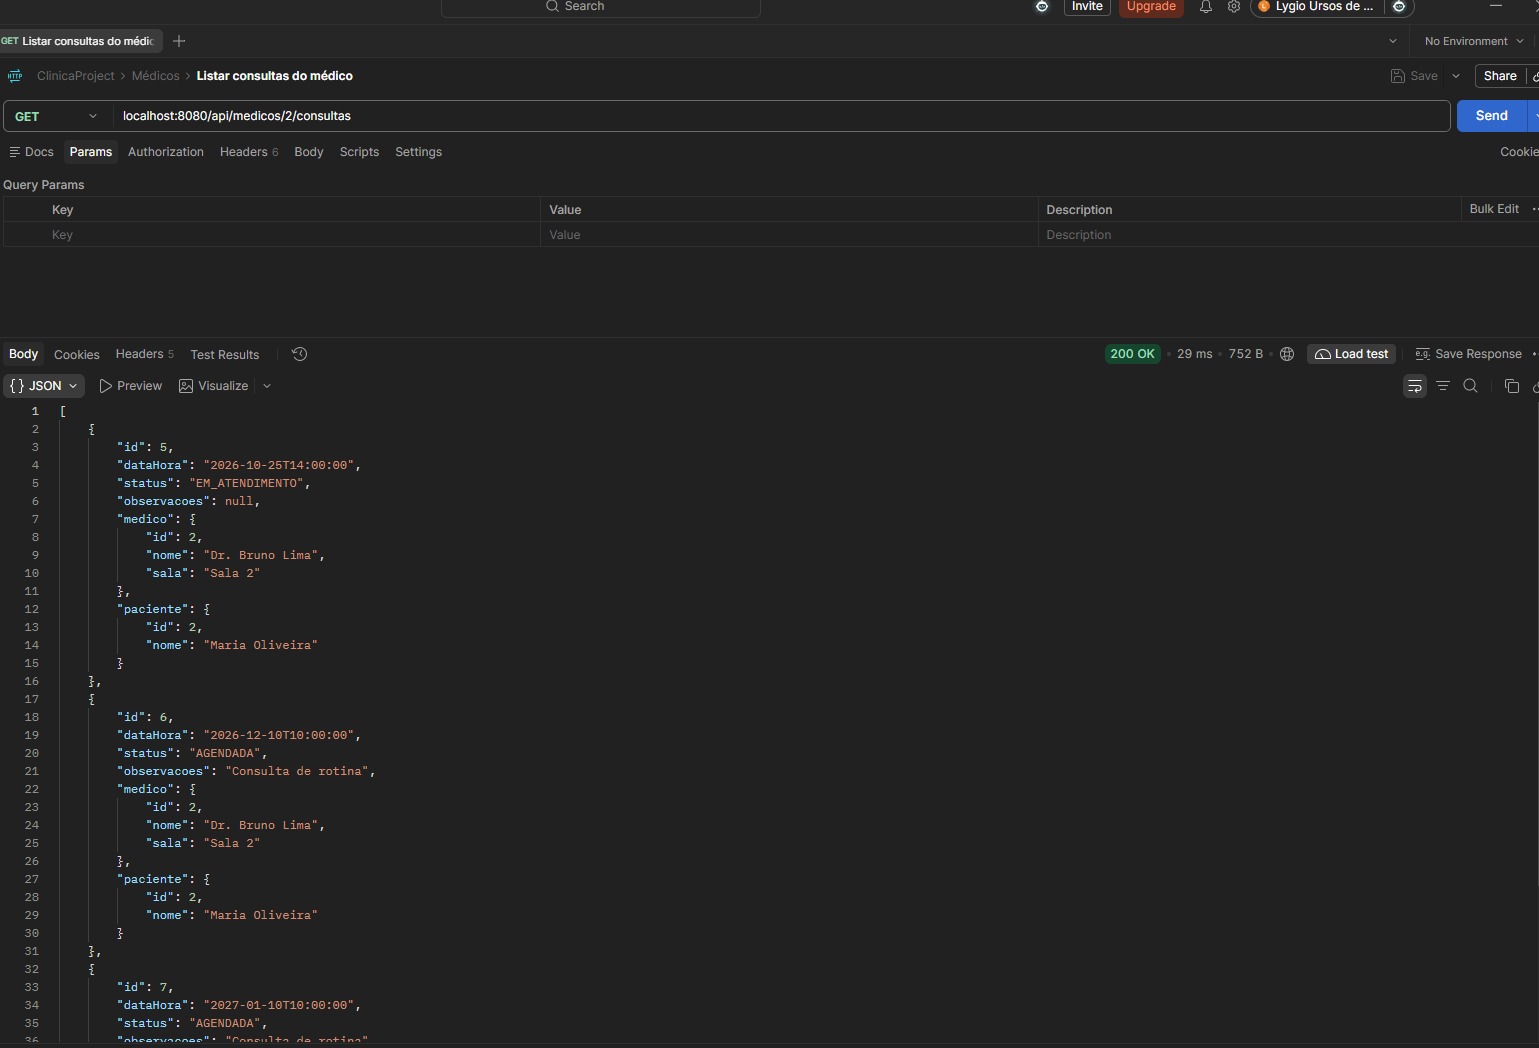 Search
Invite
Upgrade
Lygio Ursos de ...
GET Listar consultas do médic
No Environment
HTTP
ClinicaProject > Médicos > Listar consultas do médico
Save
Share
GET
localhost:8080/api/medicos/2/consultas
Send
Docs Params Authorization Headers 6 Body Scripts Settings
Cookie
Query Params
Key Value Description Bulk Edit
Key Value Description
Body Cookies Headers 5 Test Results
200 OK • 29 ms • 752 B
Load test
e.g. Save Response
{} JSON Preview Visualize
1 [
2 {
3 "id": 5,
4 "dataHora": "2026-10-25T14:00:00",
5 "status": "EM_ATENDIMENTO",
6 "observacoes": null,
7 "medico": {
8 "id": 2,
9 "nome": "Dr. Bruno Lima",
10 "sala": "Sala 2"
11 },
12 "paciente": {
13 "id": 2,
14 "nome": "Maria Oliveira"
15 }
16 },
17 {
18 "id": 6,
19 "dataHora": "2026-12-10T10:00:00",
20 "status": "AGENDADA",
21 "observacoes": "Consulta de rotina",
22 "medico": {
23 "id": 2,
24 "nome": "Dr. Bruno Lima",
25 "sala": "Sala 2"
26 },
27 "paciente": {
28 "id": 2,
29 "nome": "Maria Oliveira"
30 }
31 },
32 {
33 "id": 7,
34 "dataHora": "2027-01-10T10:00:00",
35 "status": "AGENDADA",
36 "observacoes": "Consulta de rotina"